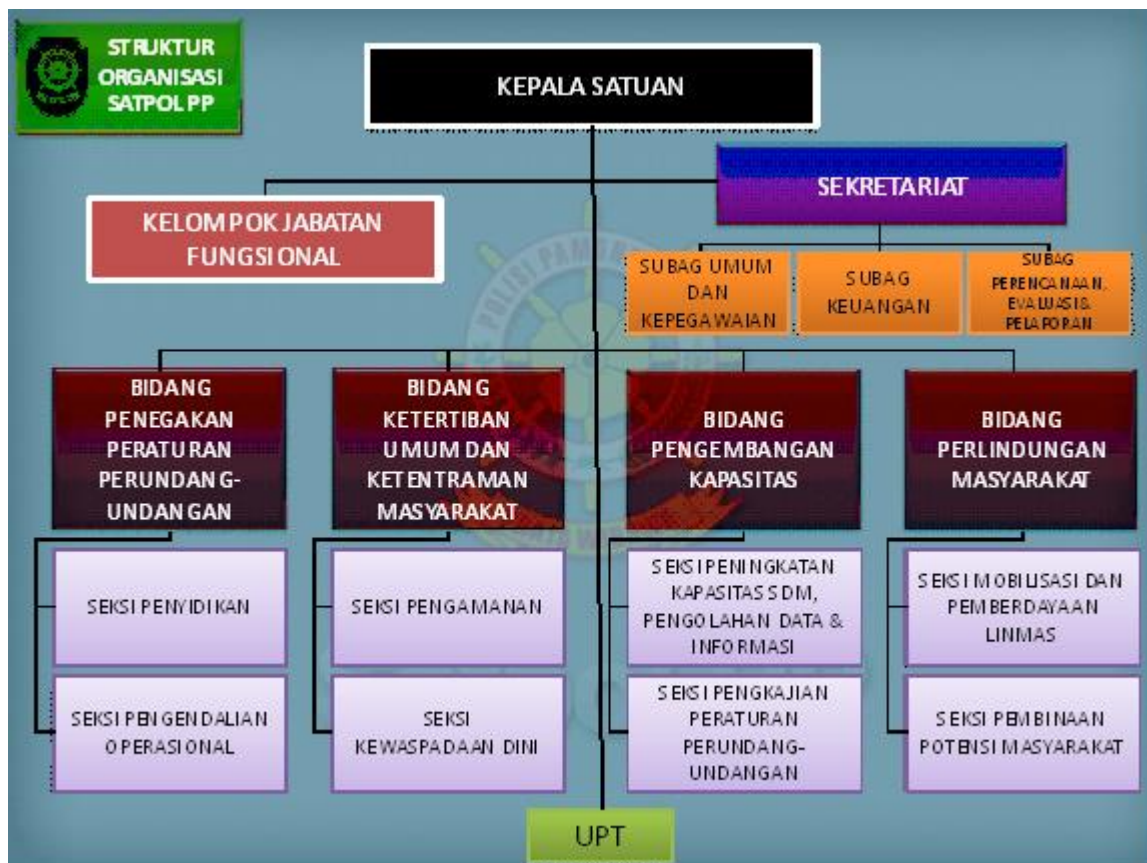 STRUKTUR
ORGANISASI
SATPOL PP
KEPALA SATUAN
SEKRETARIAT
KELOMPOK JABATAN
FUNGSIONAL
SUBAG UMUM
DAN
KEPEGAWAIAN
SUBAG
KEUANGAN
SUBAG
PERENCANAAN,
EVALUASI &
PELAPORAN
BIDANG
PENEGAKAN
PERATURAN
PERUNDANG-
UNDANGAN
BIDANG
KETERTIBAN
UMUM DAN
KETENTRAMAN
MASYARAKAT
BIDANG
PENGEMBANGAN
KAPASITAS
BIDANG
PERLINDUNGAN
MASYARAKAT
SEKSI PENYIDIKAN
SEKSI PENGAMANAN
SEKSI PENINGKATAN
KAPASITAS SDM,
PENGOLAHAN DATA &
INFORMASI
SEKSI MOBILISASI DAN
PEMBERDAYAAN
LINMAS
SEKSI PENGENDALIAN
OPERASIONAL
SEKSI
KEWASPADAAN DINI
SEKSI PENGKAJIAN
PERATURAN
PERUNDANG-
UNDANGAN
SEKSI PEMBINAAN
POTENSI MASYARAKAT
UPT